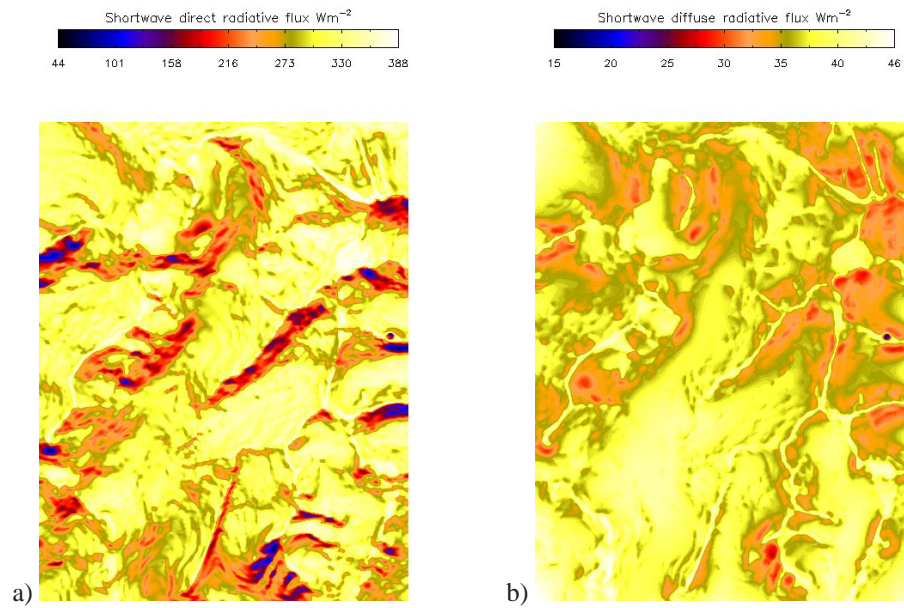 Shortwave direct radiative flux Wm⁻²
44 101 158 216 273 330 388
Shortwave diffuse radiative flux Wm⁻²
15 20 25 30 35 40 46
a)
b)